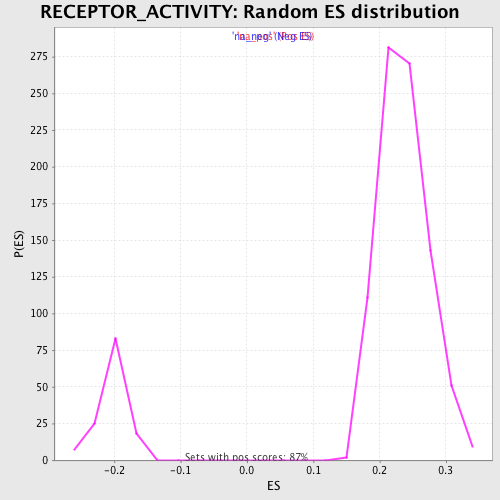 RECEPTOR_ACTIVITY: Random ES distribution
275
250
225
200
175
150
125
100
75
50
25
0
P(ES)
Sets with pos scores: 87%
-0.2 -0.1 0.0 0.1 0.2 0.3
ES